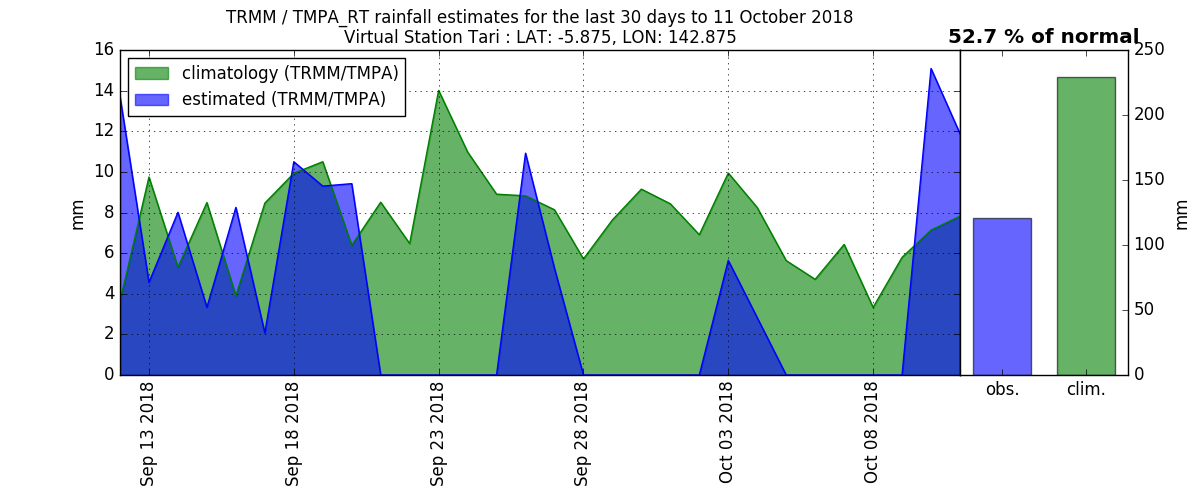 TRMM / TMPA_RT rainfall estimates for the last 30 days to 11 October 2018
Virtual Station Tari : LAT: -5.875, LON: 142.875
52.7 % of normal
climatology (TRMM/TMPA)
estimated (TRMM/TMPA)
16
14
12
10
8
6
4
2
0
mm
Sep 13 2018
Sep 18 2018
Sep 23 2018
Sep 28 2018
Oct 03 2018
Oct 08 2018
obs.
clim.
250
200
150
100
50
0
mm